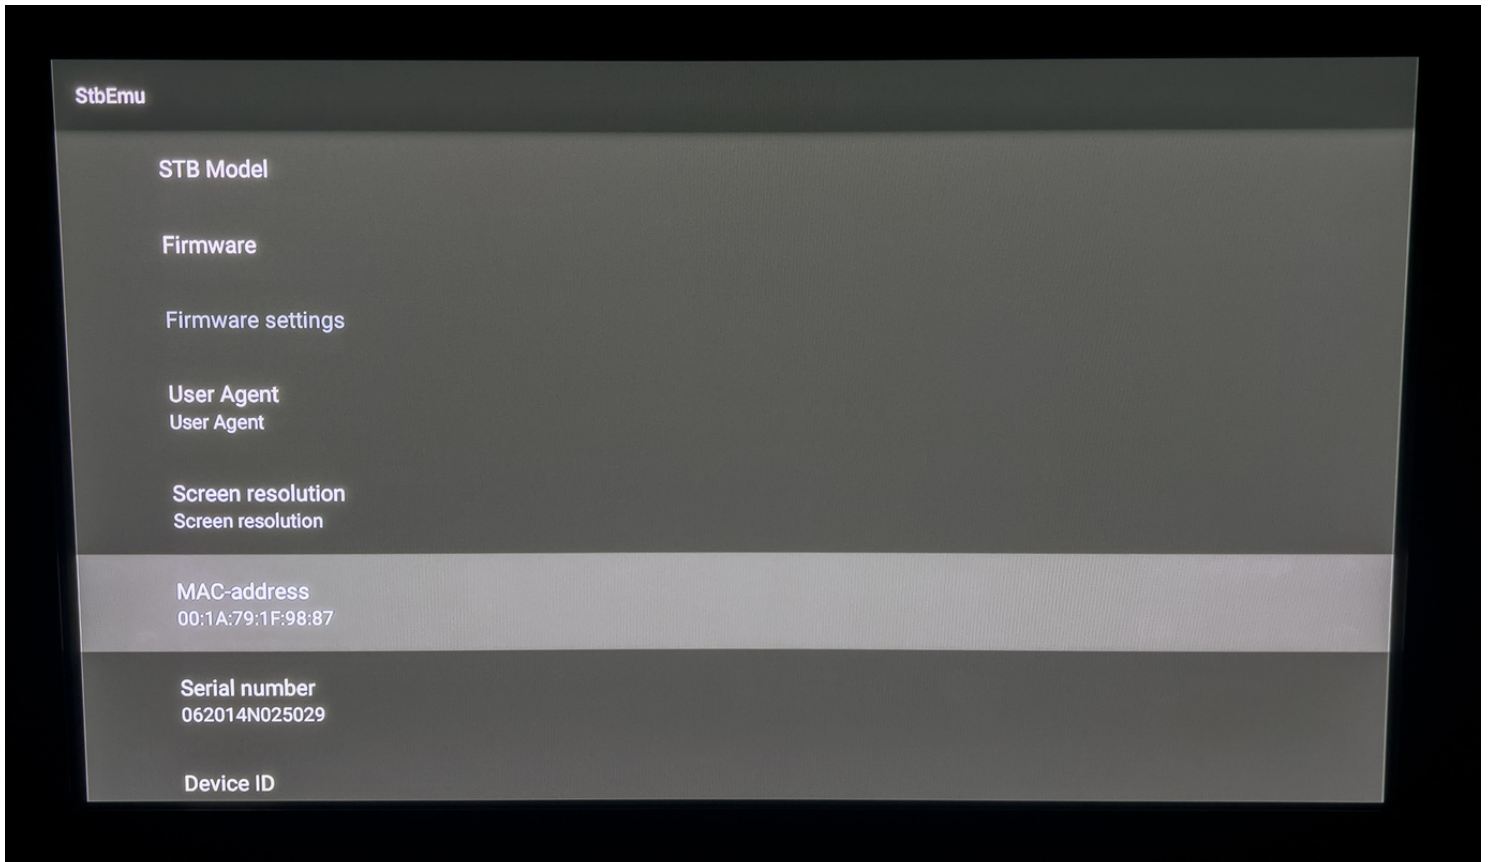 StbEmu
STB Model
Firmware
Firmware settings
User Agent
User Agent
Screen resolution
Screen resolution
MAC-address
00:1A:79:1F:98:87
Serial number
062014N025029
Device ID